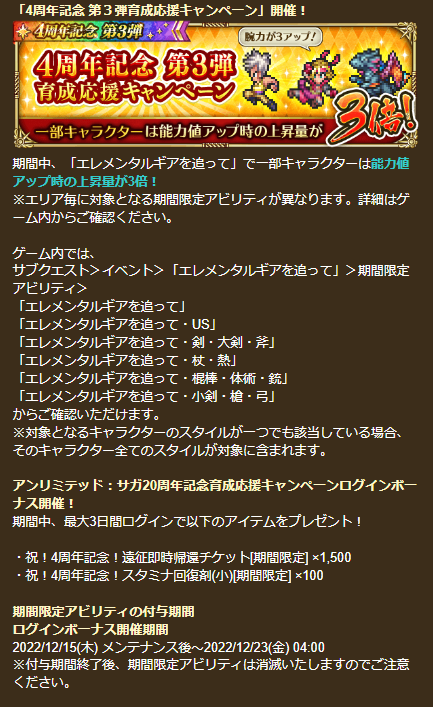 「4周年記念 第３弾育成応援キャンペーン」開催！
4周年記念 第3弾
4周年記念 第3弾
育成応援キャンペーン
腕力が3アップ！
一部キャラクターは能力値アップ時の上昇量が
3倍！
期間中、「エレメンタルギアを追って」で一部キャラクターは能力値
アップ時の上昇量が3倍！
※エリア毎に対象となる期間限定アビリティが異なります。詳細はゲ
ーム内からご確認ください。
ゲーム内では、
サブクエスト＞イベント＞「エレメンタルギアを追って」＞期間限定
アビリティ＞
「エレメンタルギアを追って」
「エレメンタルギアを追って・US」
「エレメンタルギアを追って・剣・大剣・斧」
「エレメンタルギアを追って・杖・熱」
「エレメンタルギアを追って・棍棒・体術・銃」
「エレメンタルギアを追って・小剣・槍・弓」
からご確認いただけます。
※対象となるキャラクターのスタイルが一つでも該当している場合、
そのキャラクター全てのスタイルが対象に含まれます。
アンリミテッド：サガ20周年記念育成応援キャンペーンログインボー
ナス開催！
期間中、最大3日間ログインで以下のアイテムをプレゼント！
・祝！4周年記念！遠征即時帰還チケット[期間限定] ×1,500
・祝！4周年記念！スタミナ回復剤(小)[期間限定] ×100
期間限定アビリティの付与期間
ログインボーナス開催期間
2022/12/15(木) メンテナンス後～2022/12/23(金) 04:00
※付与期間終了後、期間限定アビリティは消滅いたしますのでご注意
ください。